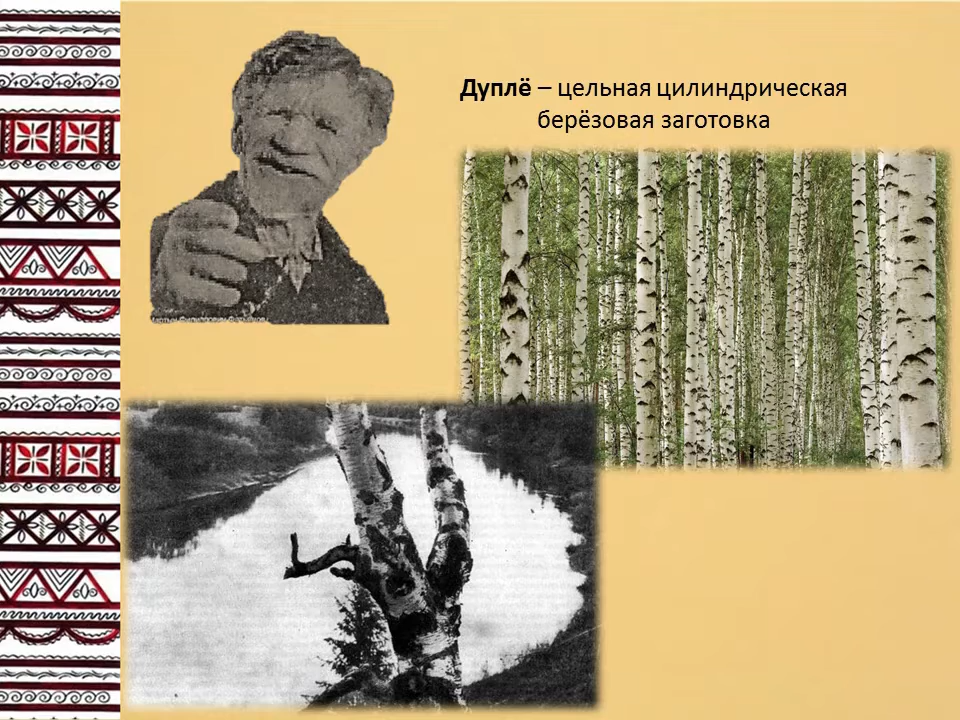 Дуплё – цельная цилиндрическая
берёзовая заготовка